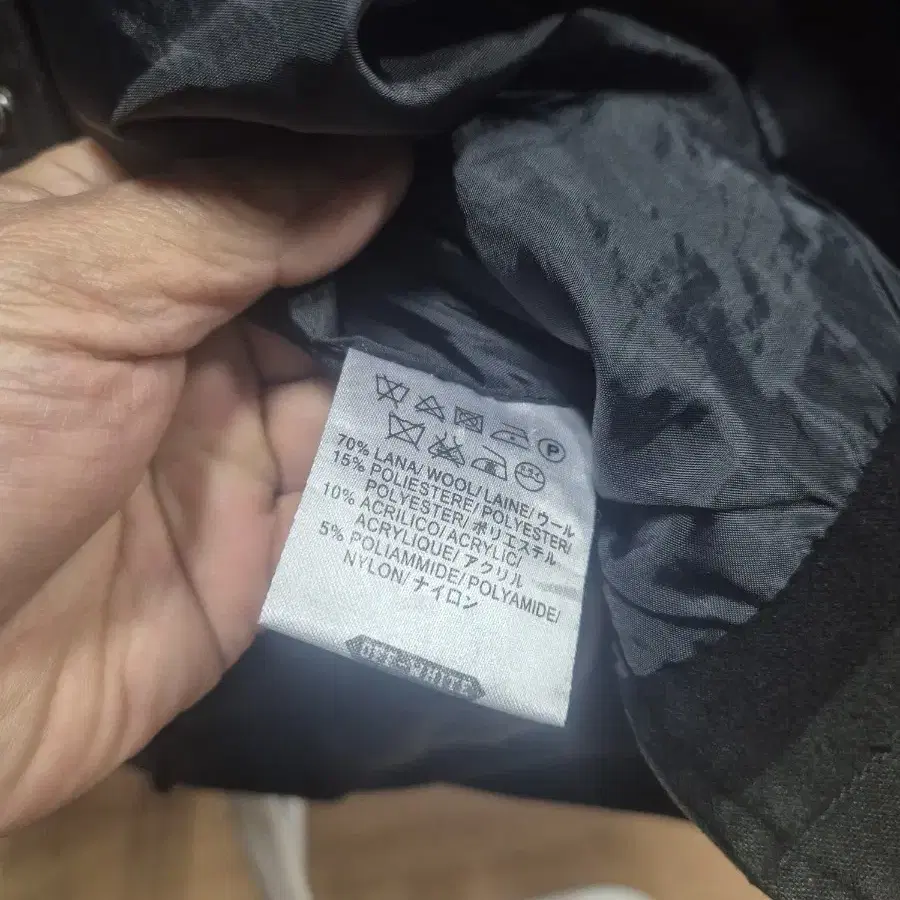 P
70% LANA/ WOOL/ LAINE/ ウール
15% POLIESTERE/ POLYESTER/
POLYESTER/ ポリエステル
10% ACRILICO/ ACRYLIC/
ACRYLIQUE/ アクリル
5% POLIAMMIDE/ POLYAMIDE/
NYLON/ ナイロン
OFF-WHITE